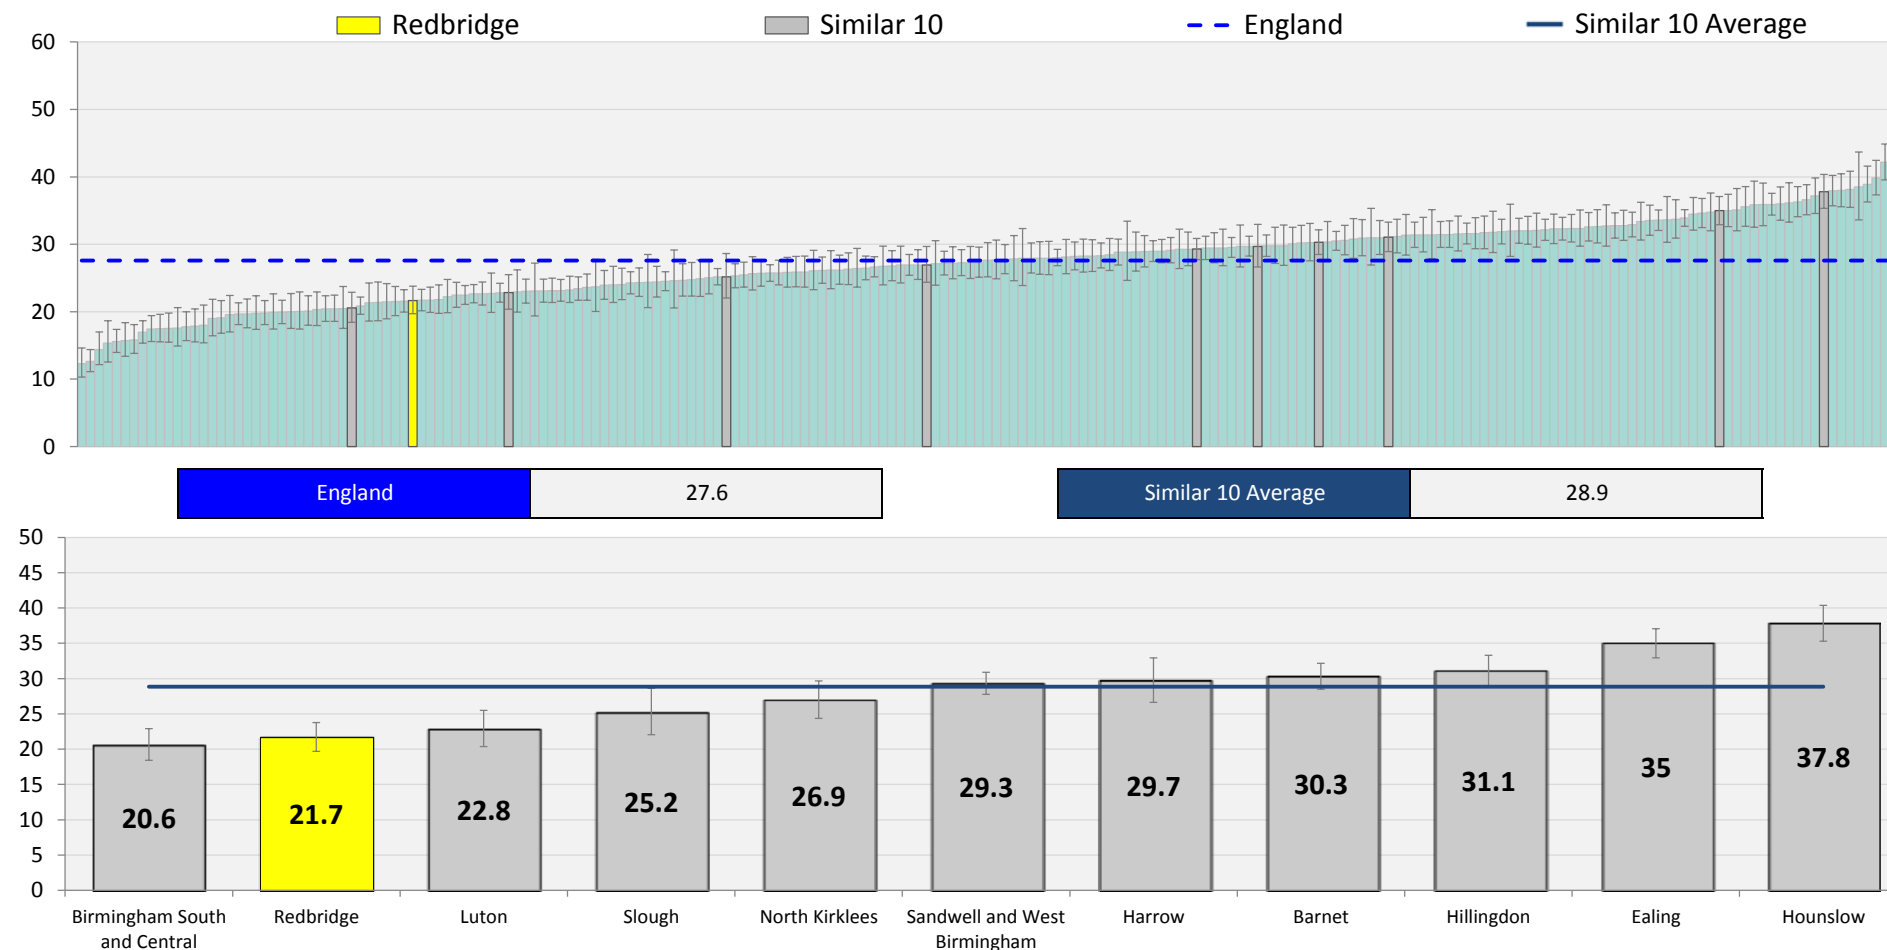 Redbridge
Similar 10
England
Similar 10 Average
60
50
40
30
20
10
0
England
27.6
Similar 10 Average
28.9
50
45
40
35
30
25
20
15
10
5
0
20.6
21.7
22.8
25.2
26.9
29.3
29.7
30.3
31.1
35
37.8
Birmingham South
and Central
Redbridge
Luton
Slough
North Kirklees
Sandwell and West
Birmingham
Harrow
Barnet
Hillingdon
Ealing
Hounslow